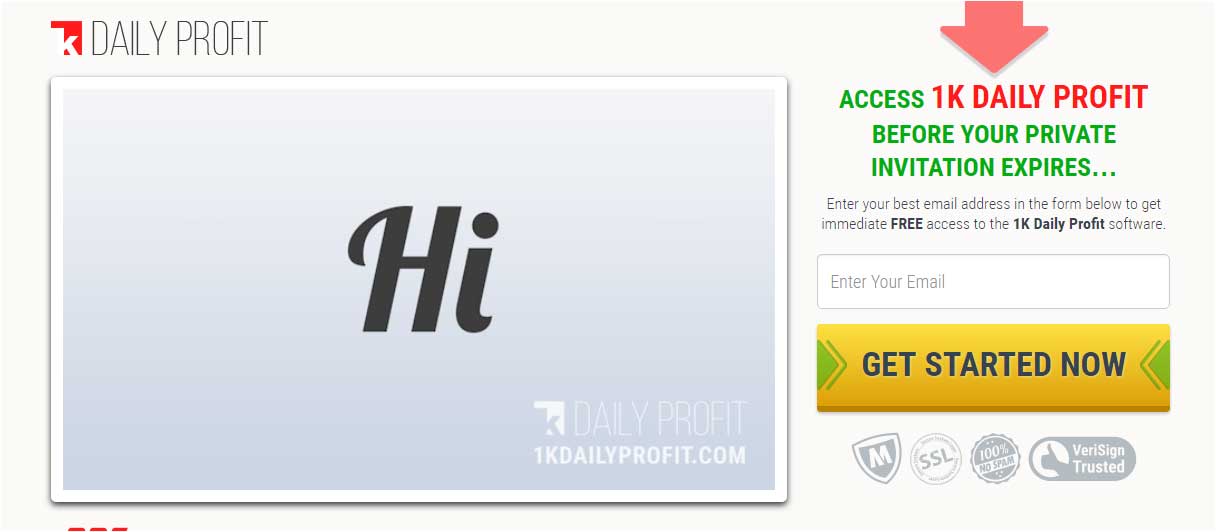 1k DAILY PROFIT
Hi
1k DAILY PROFIT
1KDAILYPROFIT.COM
ACCESS 1K DAILY PROFIT
BEFORE YOUR PRIVATE
INVITATION EXPIRES...
Enter your best email address in the form below to get
immediate FREE access to the 1K Daily Profit software.
Enter Your Email
GET STARTED NOW
M
SSL
100%
NO SPAM
VeriSign
Trusted